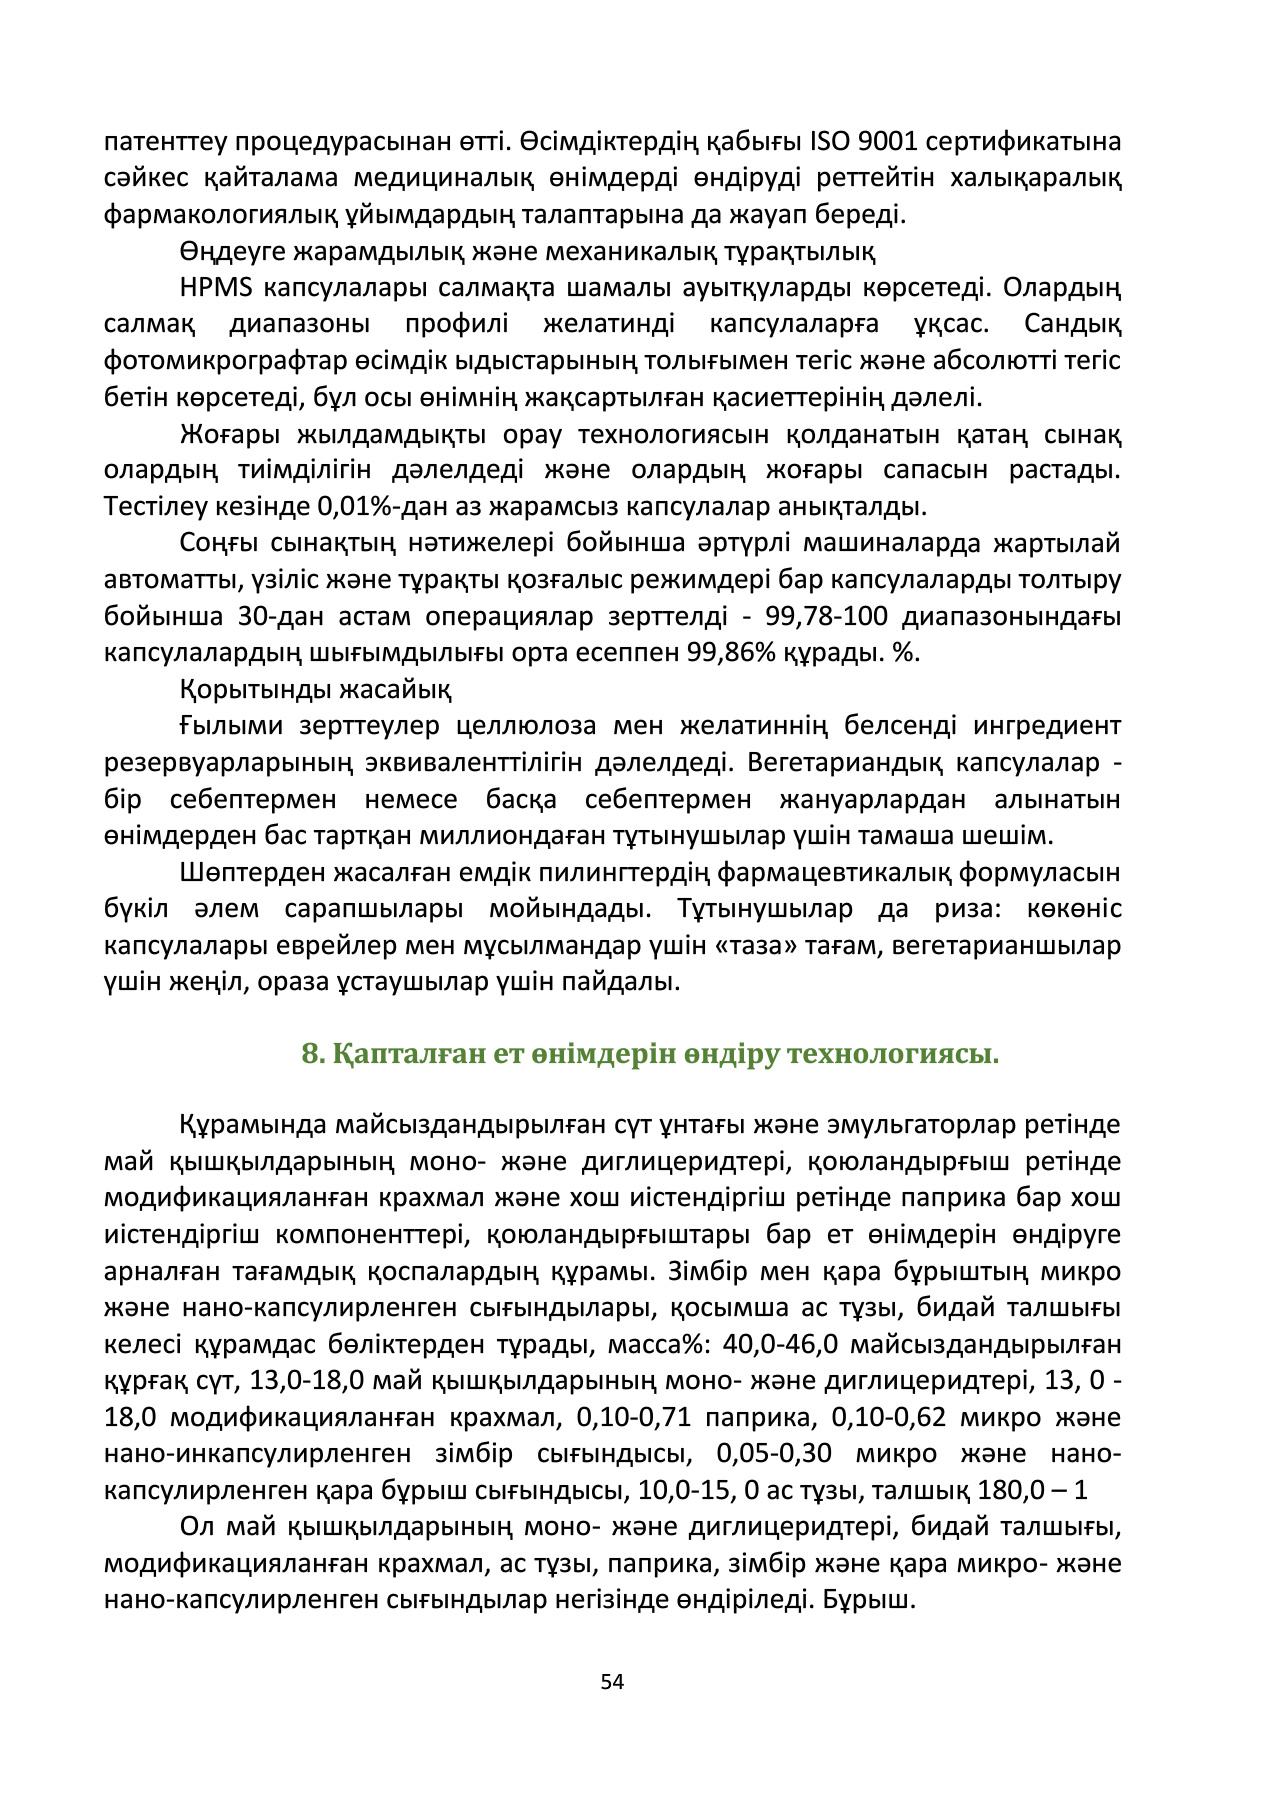 патенттеу процедурасынан өтті. Өсімдіктердің қабығы ISO 9001 сертификатына
сәйкес қайталама медициналық өнімдерді өндіруді реттейтін халықаралық
фармакологиялық ұйымдардың талаптарына да жауап береді.
Өңдеуге жарамдылық және механикалық тұрақтылық
HPMS капсулалары салмақта шамалы ауытқуларды көрсетеді. Олардың
салмақ диапазоны профилі желатинді капсулаларға ұқсас. Сандық
фотомикрографтар өсімдік ыдыстарының толығымен тегіс және абсолютті тегіс
бетін көрсетеді, бұл осы өнімнің жақсартылған қасиеттерінің дәлелі.
Жоғары жылдамдықты орау технологиясын қолданатын қатаң сынақ
олардың тиімділігін дәлелдеді және олардың жоғары сапасын растады.
Тестілеу кезінде 0,01%-дан аз жарамсыз капсулалар анықталды.
Соңғы сынақтың нәтижелері бойынша әртүрлі машиналарда жартылай
автоматты, үзіліс және тұрақты қозғалыс режимдері бар капсулаларды толтыру
бойынша 30-дан астам операциялар зерттелді - 99,78-100 диапазонындағы
капсулалардың шығымдылығы орта есеппен 99,86% құрады. %.
Қорытынды жасайық
Ғылыми зерттеулер целлюлоза мен желатиннің белсенді ингредиент
резервуарларының эквиваленттілігін дәлелдеді. Вегетариандық капсулалар -
бір себептермен немесе басқа себептермен жануарлардан алынатын
өнімдерден бас тартқан миллиондаған тұтынушылар үшін тамаша шешім.
Шөптерден жасалған емдік пилингтердің фармацевтикалық формуласын
бүкіл әлем сарапшылары мойындады. Тұтынушылар да риза: көкөніс
капсулалары еврейлер мен мұсылмандар үшін «таза» тағам, вегетарианшылар
үшін жеңіл, ораза ұстаушылар үшін пайдалы.
8. Қапталған ет өнімдерін өндіру технологиясы.
Құрамында майсыздандырылған сүт ұнтағы және эмульгаторлар ретінде
май қышқылдарының моно- және диглицеридтері, қоюландырғыш ретінде
модификацияланған крахмал және хош иістендіргіш ретінде паприка бар хош
иістендіргіш компоненттері, қоюландырғыштары бар ет өнімдерін өндіруге
арналған тағамдық қоспалардың құрамы. Зімбір мен қара бұрыштың микро
және нано-капсулирленген сығындылары, қосымша ас тұзы, бидай талшығы
келесі құрамдас бөліктерден тұрады, масса%: 40,0-46,0 майсыздандырылған
құрғақ сүт, 13,0-18,0 май қышқылдарының моно- және диглицеридтері, 13, 0 -
18,0 модификацияланған крахмал, 0,10-0,71 паприка, 0,10-0,62 микро және
нано-инкапсулирленген зімбір сығындысы, 0,05-0,30 микро және нано-
капсулирленген қара бұрыш сығындысы, 10,0-15, 0 ас тұзы, талшық 180,0 – 1
Ол май қышқылдарының моно- және диглицеридтері, бидай талшығы,
модификацияланған крахмал, ас тұзы, паприка, зімбір және қара микро- және
нано-капсулирленген сығындылар негізінде өндіріледі. Бұрыш.
54